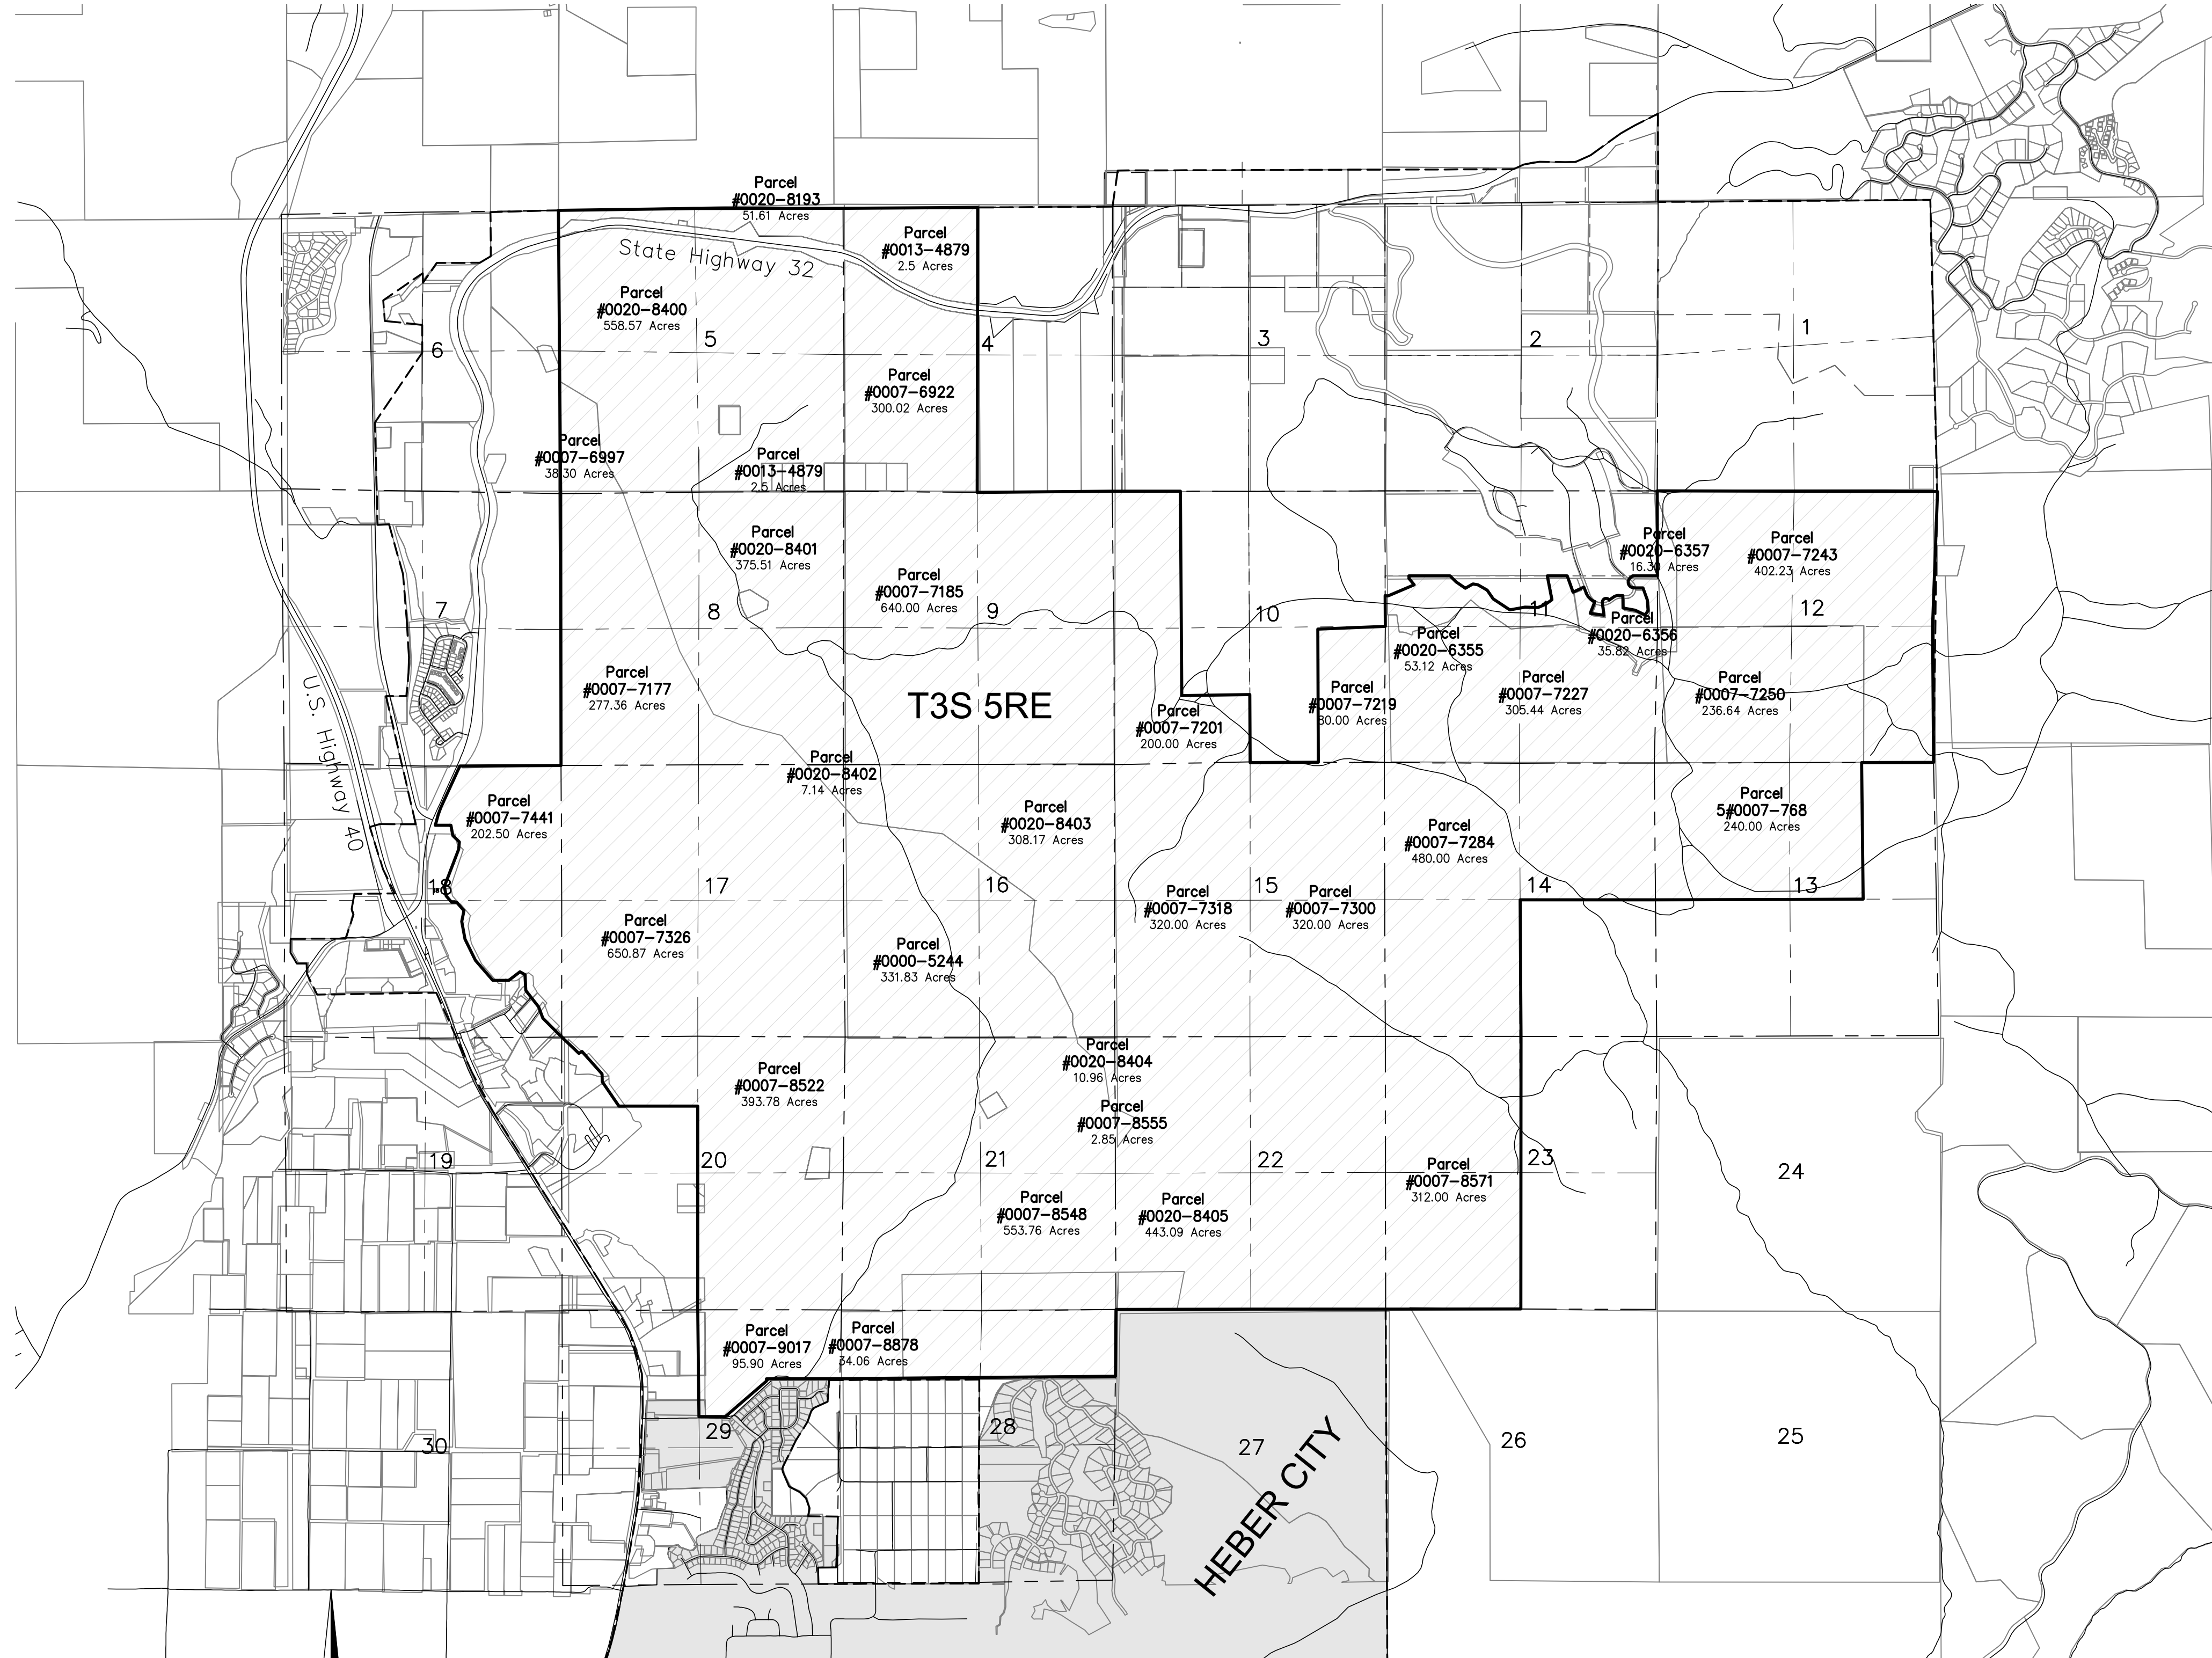 Parcel
#0020-8193
51.61 Acres
Parcel
#0013-4879
2.5 Acres
State Highway 32
Parcel
#0020-8400
558.57 Acres
6
5
4
3
2
1
Parcel
#0007-6922
300.02 Acres
Parcel
#0007-6997
38.30 Acres
Parcel
#0013-4879
2.5 Acres
Parcel
#0020-8401
375.51 Acres
Parcel
#0020-6357
16.30 Acres
Parcel
#0007-7243
402.23 Acres
Parcel
#0007-7185
640.00 Acres
7
8
9
10
11
12
Parcel
#0020-6355
53.12 Acres
Parcel
#0020-6356
35.82 Acres
Parcel
#0007-7177
277.36 Acres
T3S 5RE
Parcel
#0007-7201
200.00 Acres
Parcel
#0007-7219
80.00 Acres
Parcel
#0007-7227
305.44 Acres
Parcel
#0007-7250
236.64 Acres
U.S. Highway 40
Parcel
#0020-8402
7.14 Acres
Parcel
#0007-7441
202.50 Acres
Parcel
#0020-8403
308.17 Acres
Parcel
#0007-7284
480.00 Acres
Parcel
5#0007-768
240.00 Acres
18
17
16
15
14
13
Parcel
#0007-7318
320.00 Acres
Parcel
#0007-7300
320.00 Acres
Parcel
#0007-7326
650.87 Acres
Parcel
#0000-5244
331.83 Acres
Parcel
#0020-8404
10.96 Acres
Parcel
#0007-8522
393.78 Acres
Parcel
#0007-8555
2.85 Acres
19
20
21
22
23
24
Parcel
#0007-8571
312.00 Acres
Parcel
#0007-8548
553.76 Acres
Parcel
#0020-8405
443.09 Acres
Parcel
#0007-9017
95.90 Acres
Parcel
#0007-8878
34.06 Acres
30
29
28
27
26
25
HEBER CITY